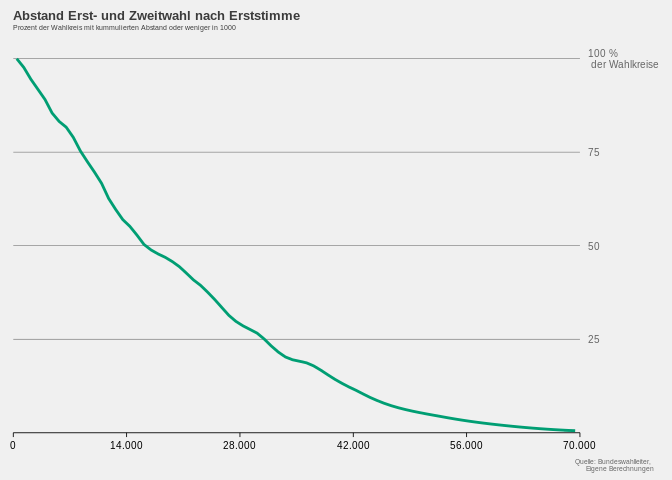 Abstand Erst- und Zweitwahl nach Erststimme
Prozent der Wahlkreis mit kummulierten Abstand oder weniger in 1000
100 %
der Wahlkreise
75
50
25
0 14.000 28.000 42.000 56.000 70.000
Quelle: Bundeswahlleiter,
Eigene Berechnungen